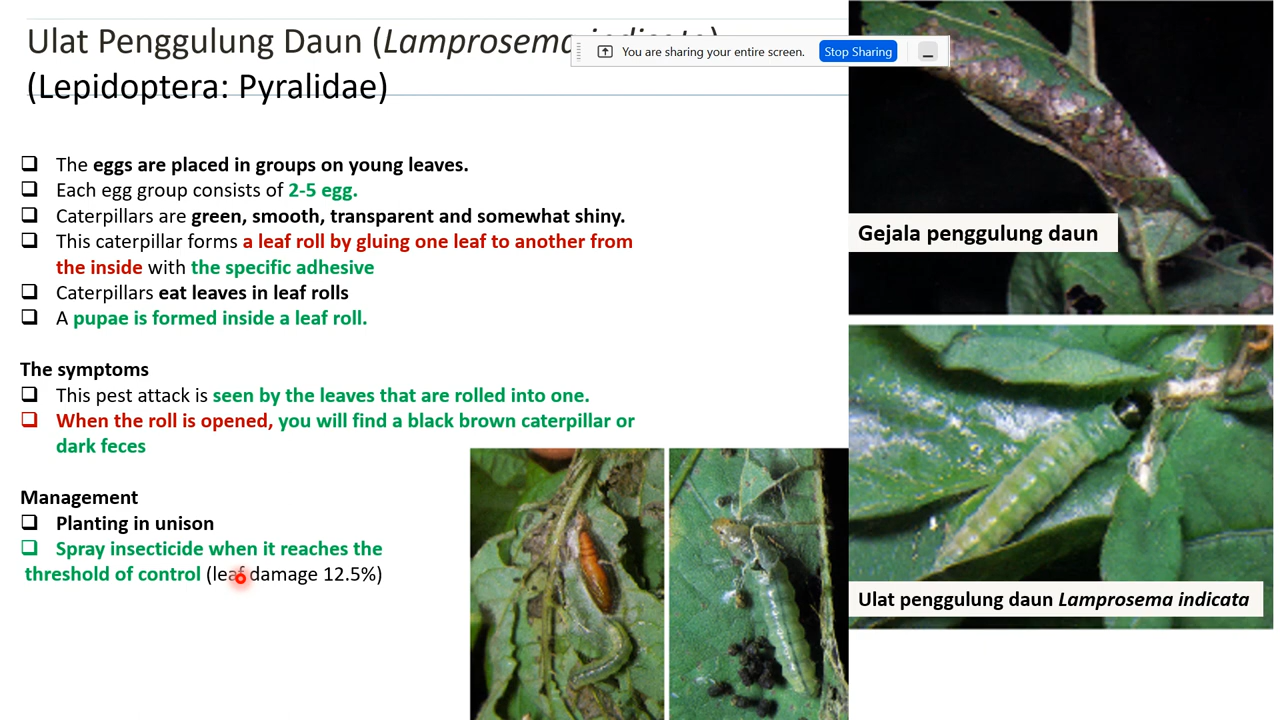 Ulat Penggulung Daun (Lamprosema indicata)
(Lepidoptera: Pyralidae)
You are sharing your entire screen.
Stop Sharing
The eggs are placed in groups on young leaves.
Each egg group consists of 2-5 egg.
Caterpillars are green, smooth, transparent and somewhat shiny.
This caterpillar forms a leaf roll by gluing one leaf to another from
the inside with the specific adhesive
Caterpillars eat leaves in leaf rolls
A pupae is formed inside a leaf roll.
The symptoms
This pest attack is seen by the leaves that are rolled into one.
When the roll is opened, you will find a black brown caterpillar or
dark feces
Management
Planting in unison
Spray insecticide when it reaches the
threshold of control (leaf damage 12.5%)
Gejala penggulung daun
Ulat penggulung daun Lamprosema indicata